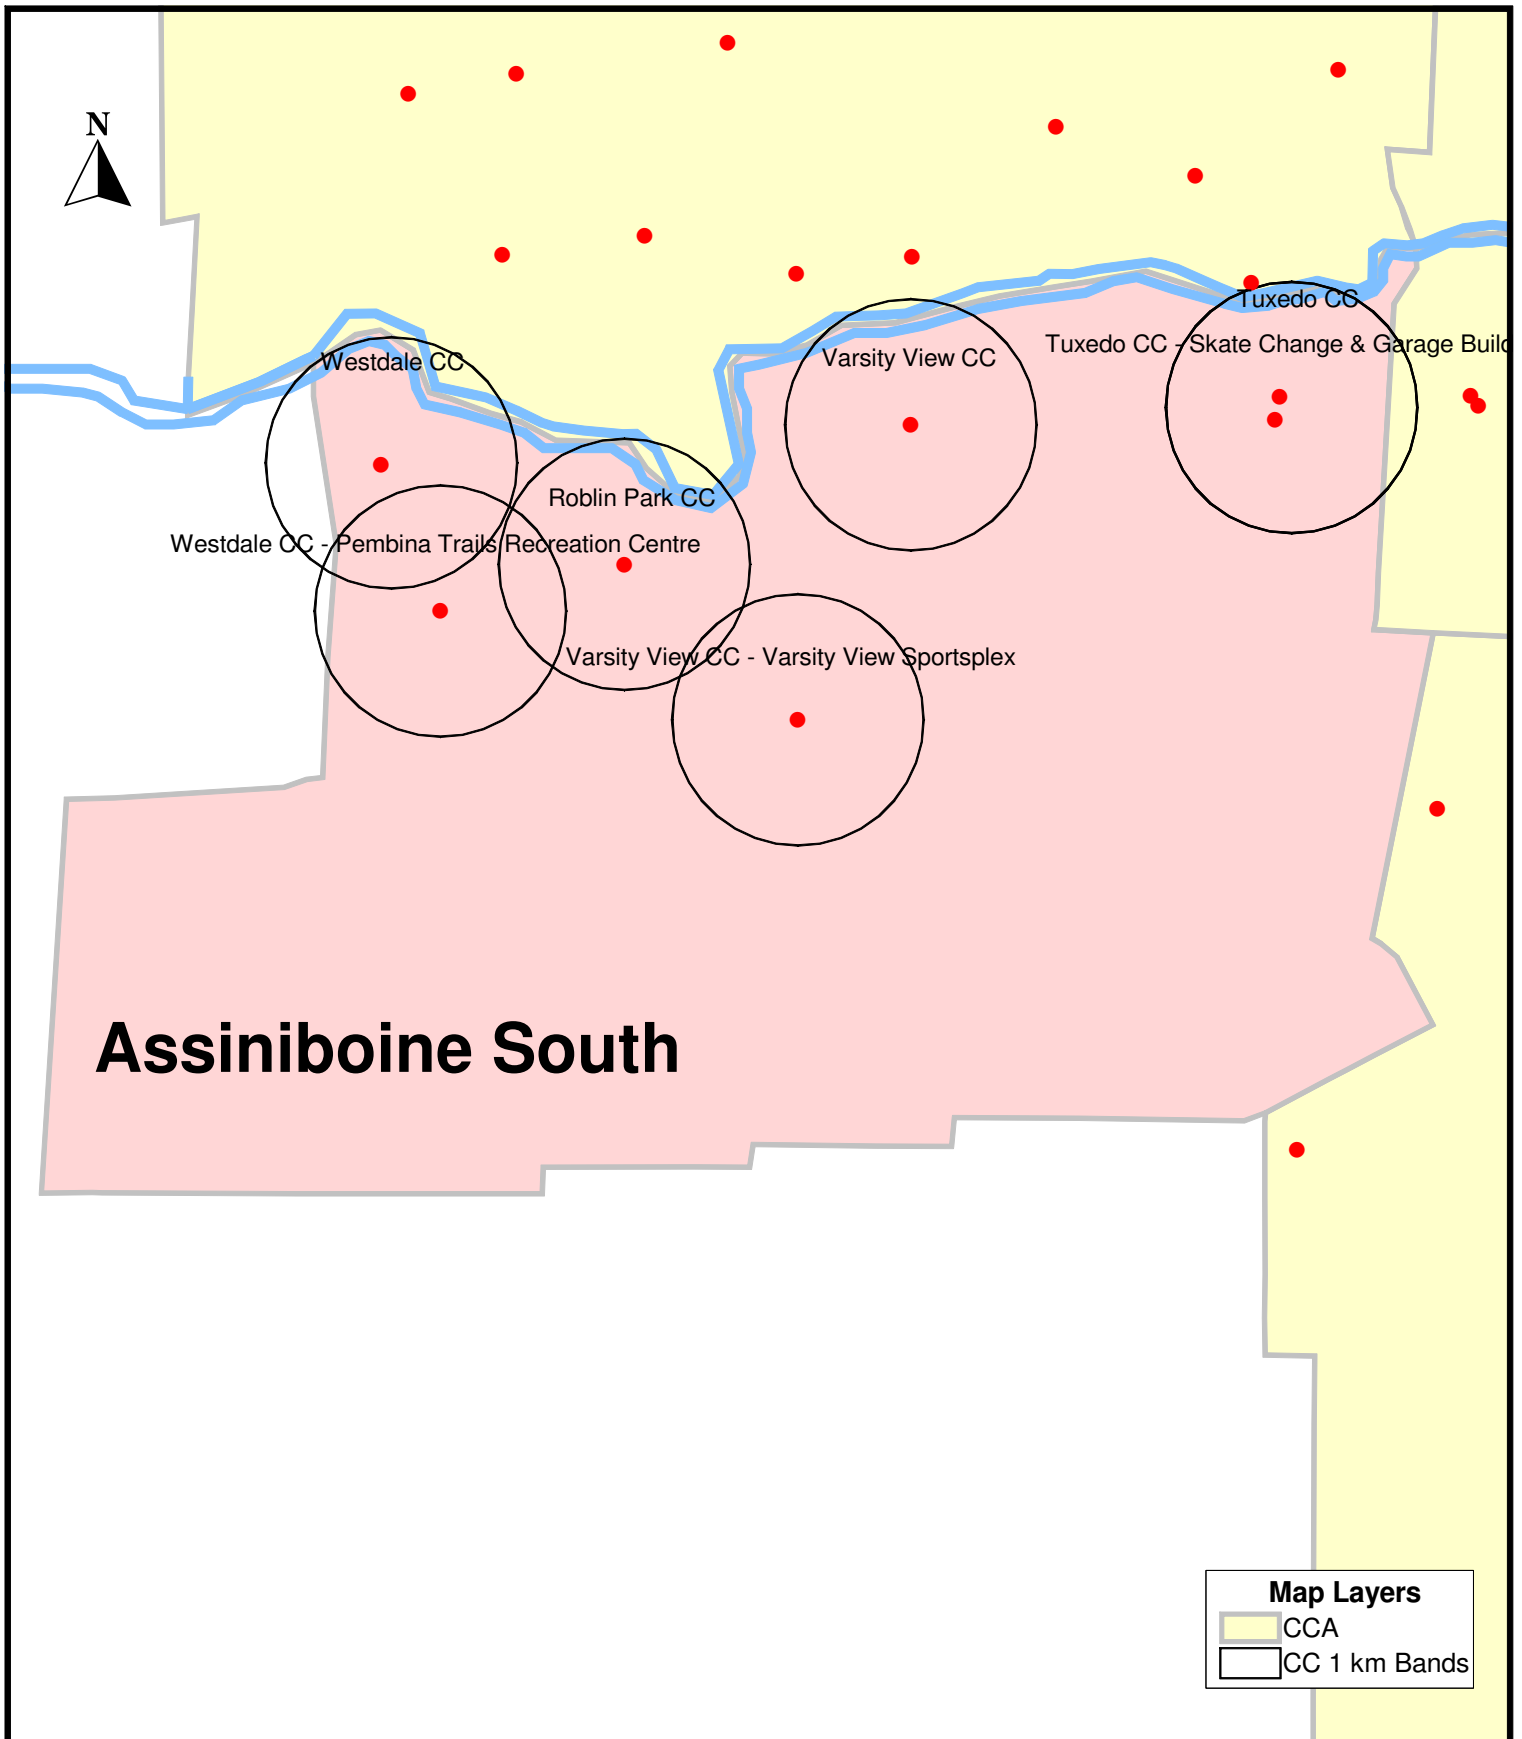 N
Tuxedo CC
Tuxedo CC - Skate Change & Garage Build
Varsity View CC
Westdale CC
Roblin Park CC
Westdale CC - Pembina Trails Recreation Centre
Varsity View CC - Varsity View Sportsplex
Assiniboine South
Map Layers
CCA
CC 1 km Bands